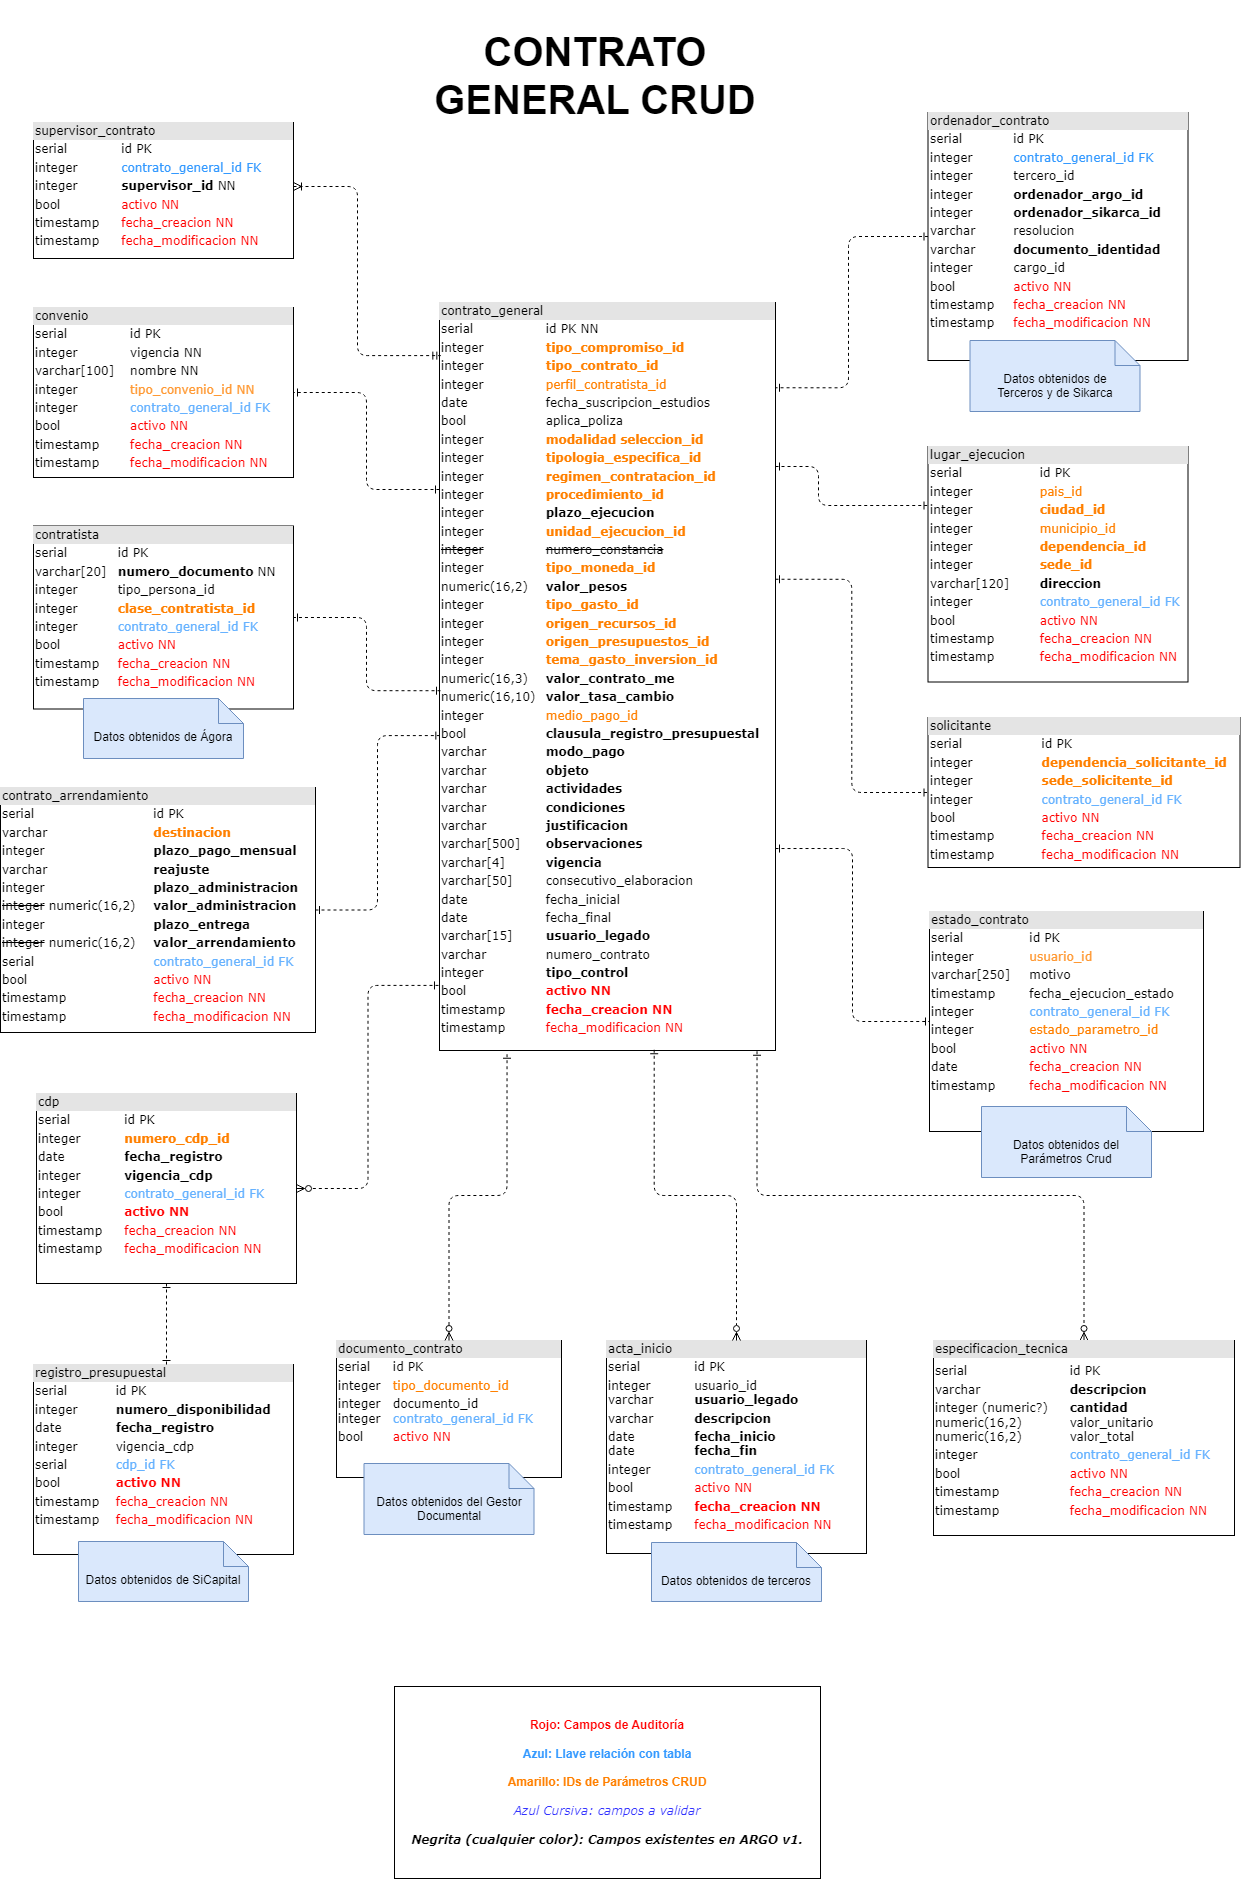 CONTRATO
GENERAL CRUD
supervisor_contrato
serial id PK
integer contrato_general_id FK
integer supervisor_id NN
bool activo NN
timestamp fecha_creacion NN
timestamp fecha_modificacion NN
convenio
serial id PK
integer vigencia NN
varchar[100] nombre NN
integer tipo_convenio_id NN
integer contrato_general_id FK
bool activo NN
timestamp fecha_creacion NN
timestamp fecha_modificacion NN
contratista
serial id PK
varchar[20] numero_documento NN
integer tipo_persona_id
integer clase_contratista_id
integer contrato_general_id FK
bool activo NN
timestamp fecha_creacion NN
timestamp fecha_modificacion NN
Datos obtenidos de Ágora
contrato_arrendamiento
serial id PK
varchar destinacion
integer plazo_pago_mensual
varchar reajuste
integer plazo_administracion
integer numeric(16,2) valor_administracion
integer plazo_entrega
integer numeric(16,2) valor_arrendamiento
serial contrato_general_id FK
bool activo NN
timestamp fecha_creacion NN
timestamp fecha_modificacion NN
cdp
serial id PK
integer numero_cdp_id
date fecha_registro
integer vigencia_cdp
integer contrato_general_id FK
bool activo NN
timestamp fecha_creacion NN
timestamp fecha_modificacion NN
registro_presupuestal
serial id PK
integer numero_disponibilidad
date fecha_registro
integer vigencia_cdp
serial cdp_id FK
bool activo NN
timestamp fecha_creacion NN
timestamp fecha_modificacion NN
Datos obtenidos de SiCapital
contrato_general
serial id PK NN
integer tipo_compromiso_id
integer tipo_contrato_id
integer perfil_contratista_id
date fecha_suscripcion_estudios
bool aplica_poliza
integer modalidad seleccion_id
integer tipologia_especifica_id
integer regimen_contratacion_id
integer procedimiento_id
integer plazo_ejecucion
integer unidad_ejecucion_id
integer numero_constancia
integer tipo_moneda_id
numeric(16,2) valor_pesos
integer tipo_gasto_id
integer origen_recursos_id
integer origen_presupuestos_id
integer tema_gasto_inversion_id
numeric(16,3) valor_contrato_me
numeric(16,10) valor_tasa_cambio
integer medio_pago_id
bool clausula_registro_presupuestal
varchar modo_pago
varchar objeto
varchar actividades
varchar condiciones
varchar justificacion
varchar[500] observaciones
varchar[4] vigencia
varchar[50] consecutivo_elaboracion
date fecha_inicial
date fecha_final
varchar[15] usuario_legado
varchar numero_contrato
integer tipo_control
bool activo NN
timestamp fecha_creacion NN
timestamp fecha_modificacion NN
ordenador_contrato
serial id PK
integer contrato_general_id FK
integer tercero_id
integer ordenador_argo_id
integer ordenador_sikarca_id
varchar resolucion
varchar documento_identidad
integer cargo_id
bool activo NN
timestamp fecha_creacion NN
timestamp fecha_modificacion NN
Datos obtenidos de
Terceros y de Sikarca
lugar_ejecucion
serial id PK
integer pais_id
integer ciudad_id
integer municipio_id
integer dependencia_id
integer sede_id
varchar[120] direccion
integer contrato_general_id FK
bool activo NN
timestamp fecha_creacion NN
timestamp fecha_modificacion NN
solicitante
serial id PK
integer dependencia_solicitante_id
integer sede_solicitente_id
integer contrato_general_id FK
bool activo NN
timestamp fecha_creacion NN
timestamp fecha_modificacion NN
estado_contrato
serial id PK
integer usuario_id
varchar[250] motivo
timestamp fecha_ejecucion_estado
integer contrato_general_id FK
integer estado_parametro_id
bool activo NN
date fecha_creacion NN
timestamp fecha_modificacion NN
Datos obtenidos del
Parámetros Crud
documento_contrato
serial id PK
integer tipo_documento_id
integer documento_id
integer contrato_general_id FK
bool activo NN
Datos obtenidos del Gestor
Documental
acta_inicio
serial id PK
integer usuario_id
varchar usuario_legado
varchar descripcion
date fecha_inicio
date fecha_fin
integer contrato_general_id FK
bool activo NN
timestamp fecha_creacion NN
timestamp fecha_modificacion NN
Datos obtenidos de terceros
especificacion_tecnica
serial id PK
varchar descripcion
integer (numeric?) cantidad
numeric(16,2) valor_unitario
numeric(16,2) valor_total
integer contrato_general_id FK
bool activo NN
timestamp fecha_creacion NN
timestamp fecha_modificacion NN
Rojo: Campos de Auditoría
Azul: Llave relación con tabla
Amarillo: IDs de Parámetros CRUD
Azul Cursiva: campos a validar
Negrita (cualquier color): Campos existentes en ARGO v1.